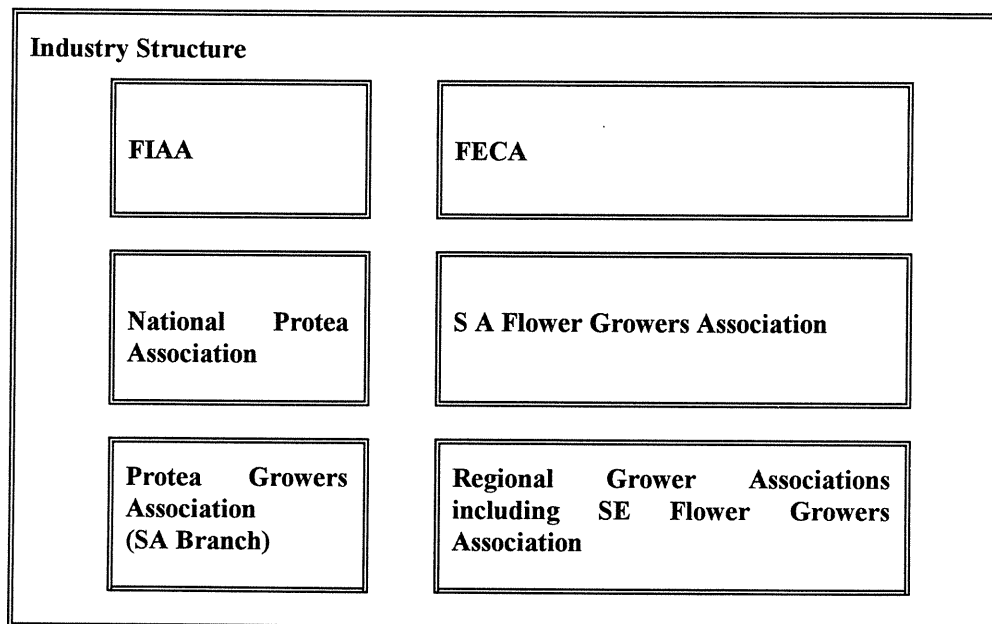 Industry Structure
FIAA
FECA
National Protea
Association
S A Flower Growers Association
Protea Growers
Association
(SA Branch)
Regional Grower Associations
including SE Flower Growers
Association